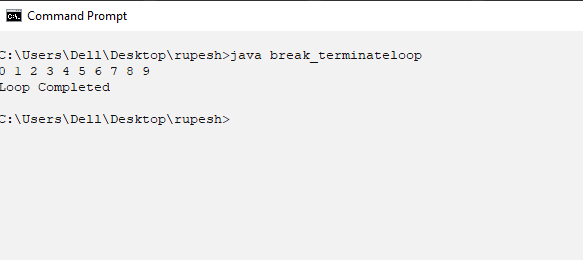 Command Prompt
C:\Users\Dell\Desktop\rupesh>java break_terminateloop
0 1 2 3 4 5 6 7 8 9
Loop Completed
C:\Users\Dell\Desktop\rupesh>